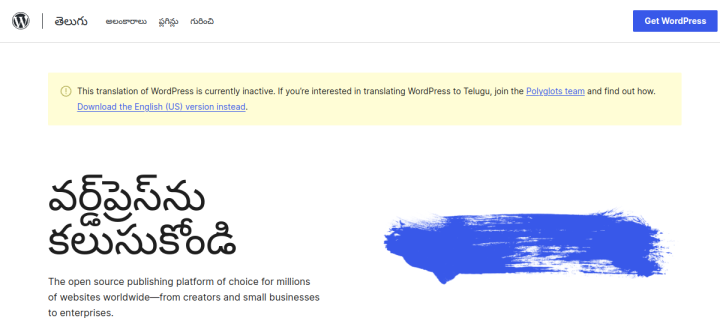 తెలుగు అలంకారాలు ప్లగిన్లు గురించి Get WordPress
This translation of WordPress is currently inactive. If you're interested in translating WordPress to Telugu, join the Polyglots team and find out how.
Download the English (US) version instead.
వర్డ్‌ప్రెస్‌ను
కలుసుకోండి
The open source publishing platform of choice for millions
of websites worldwide—from creators and small businesses
to enterprises.